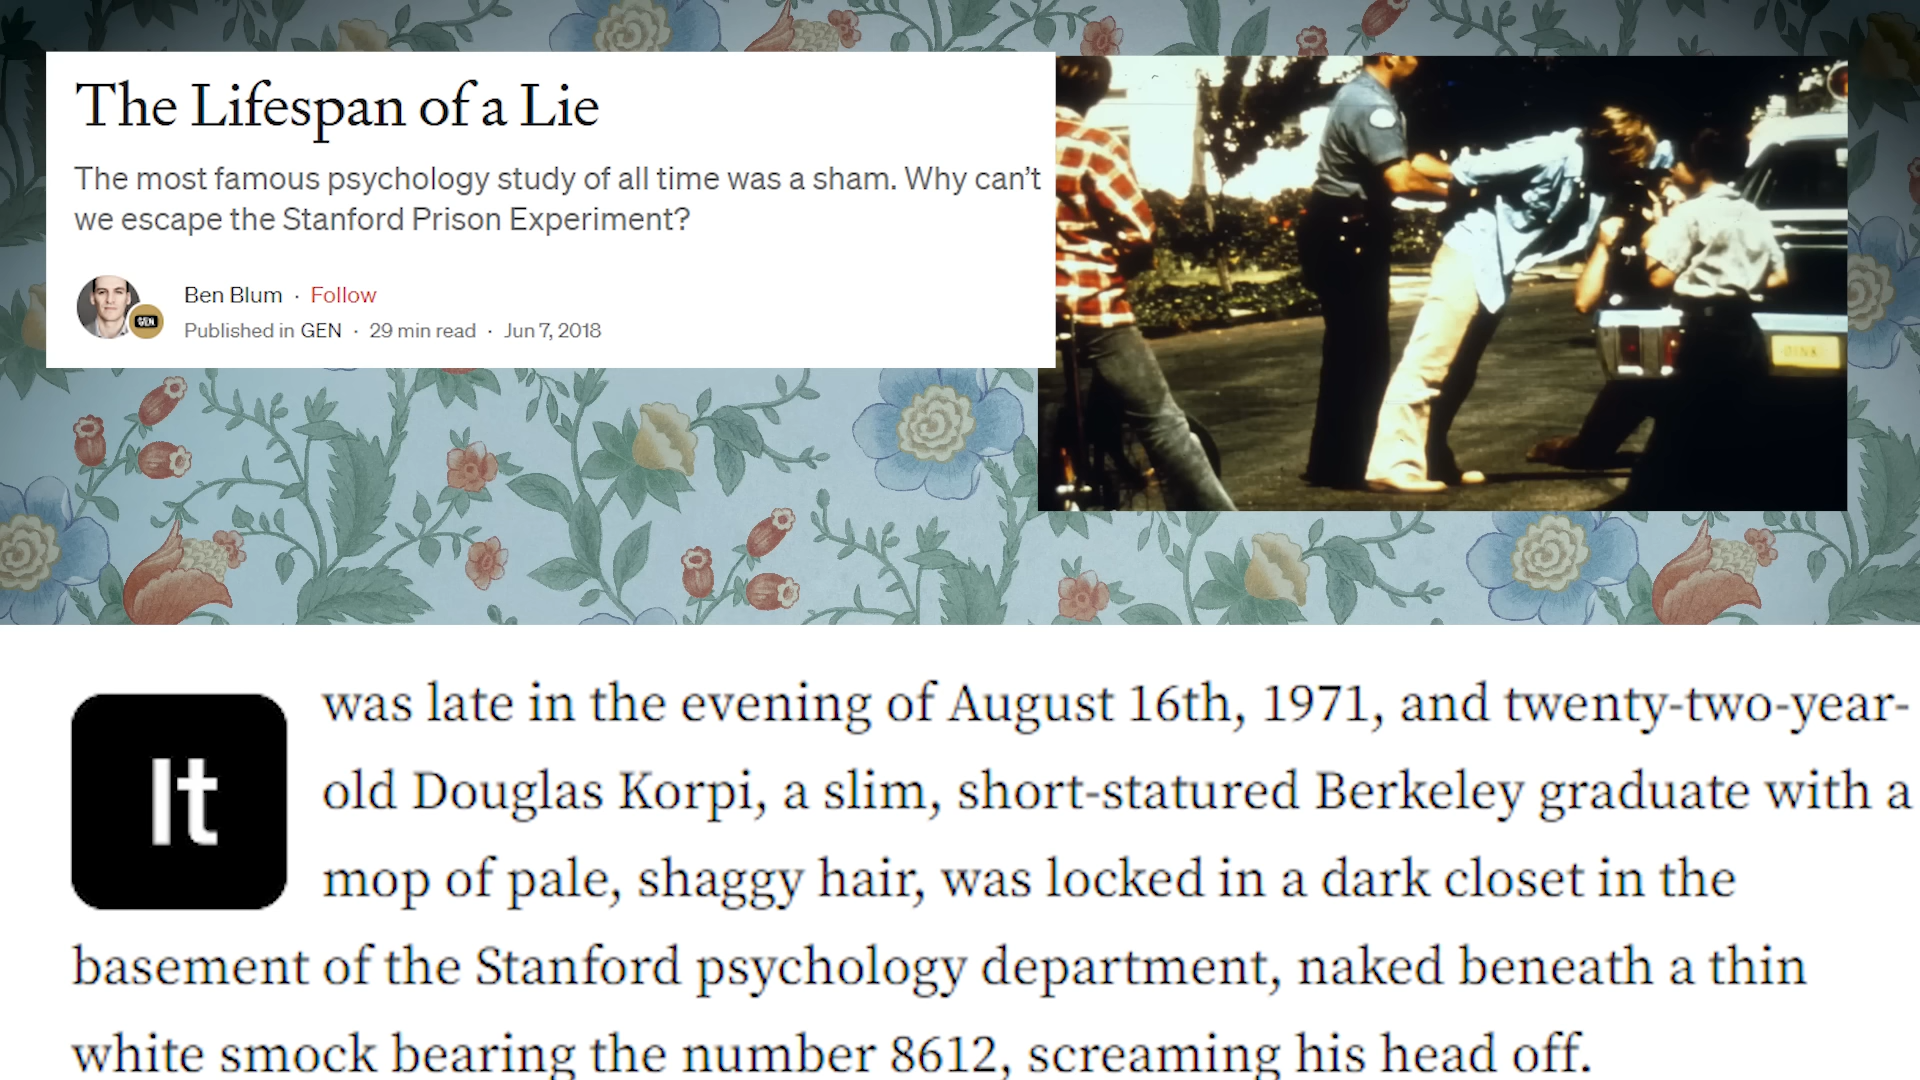 The Lifespan of a Lie
The most famous psychology study of all time was a sham. Why can’t
we escape the Stanford Prison Experiment?
Ben Blum · Follow
GEN
Published in GEN · 29 min read · Jun 7, 2018
It
was late in the evening of August 16th, 1971, and twenty-two-year-
old Douglas Korpi, a slim, short-statured Berkeley graduate with a
mop of pale, shaggy hair, was locked in a dark closet in the
basement of the Stanford psychology department, naked beneath a thin
white smock bearing the number 8612, screaming his head off.